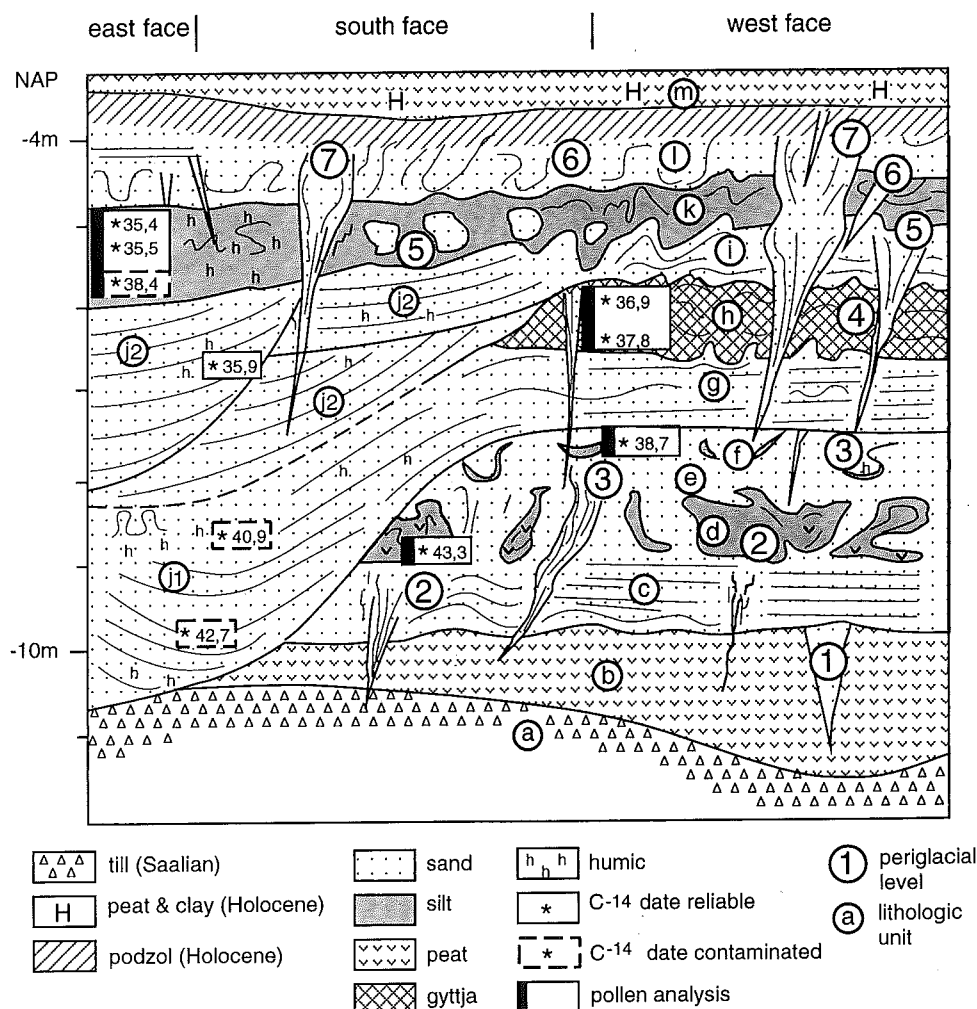 east face
south face
west face
NAP
H H H
m
-4m
7 6 l 7
6
* 35,4
* 35,5
* 38,4
h h h h h h
k
5
5
i
j2
h h
* 36,9
* 37,8
h
4
j2
h
h
* 35,9
h
g
j2
* 38,7
f
3
h
h h
3
e
h h h
* 40,9
d
2
* 43,3
j1
2
c
* 42,7
-10m
1
b
h h h
a
till (Saalian)
H peat & clay (Holocene)
podzol (Holocene)
sand
silt
peat
gyttja
h h h humic
* C-14 date reliable
* C-14 date contaminated
pollen analysis
1 periglacial
level
a lithologic
unit